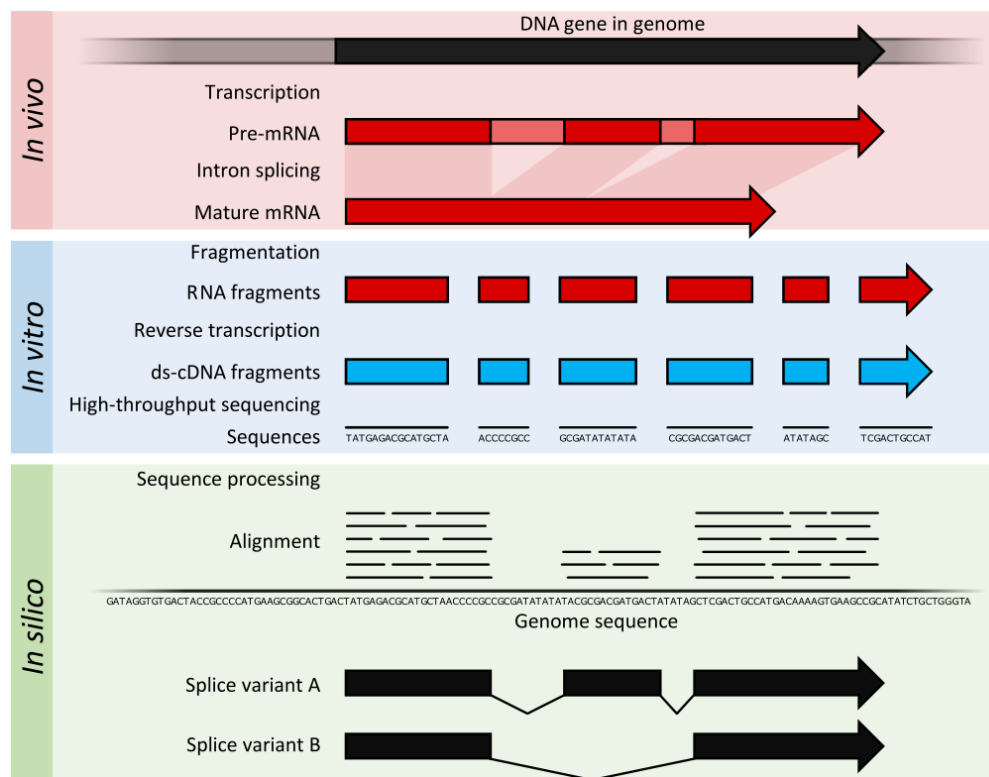 In vivo
DNA gene in genome
Transcription
Pre-mRNA
Intron splicing
Mature mRNA
In vitro
Fragmentation
RNA fragments
Reverse transcription
ds-cDNA fragments
High-throughput sequencing
Sequences TATGAGACGCATGCTA ACCCCGCC GCGATATATATA CGCGACGATGACT ATATAGC TCGACTGCCAT
In silico
Sequence processing
Alignment
GATAGGTGTGACTACCGCCCCATGAAGCGGCACTGACTATGAGACGCATGCTAACCCCGCCGCGATATATATACGCGACGATGACTATATAGCTCGACTGCCATGACAAAAGTGAAGCCGCATATCTGCTGGGTA
Genome sequence
Splice variant A
Splice variant B